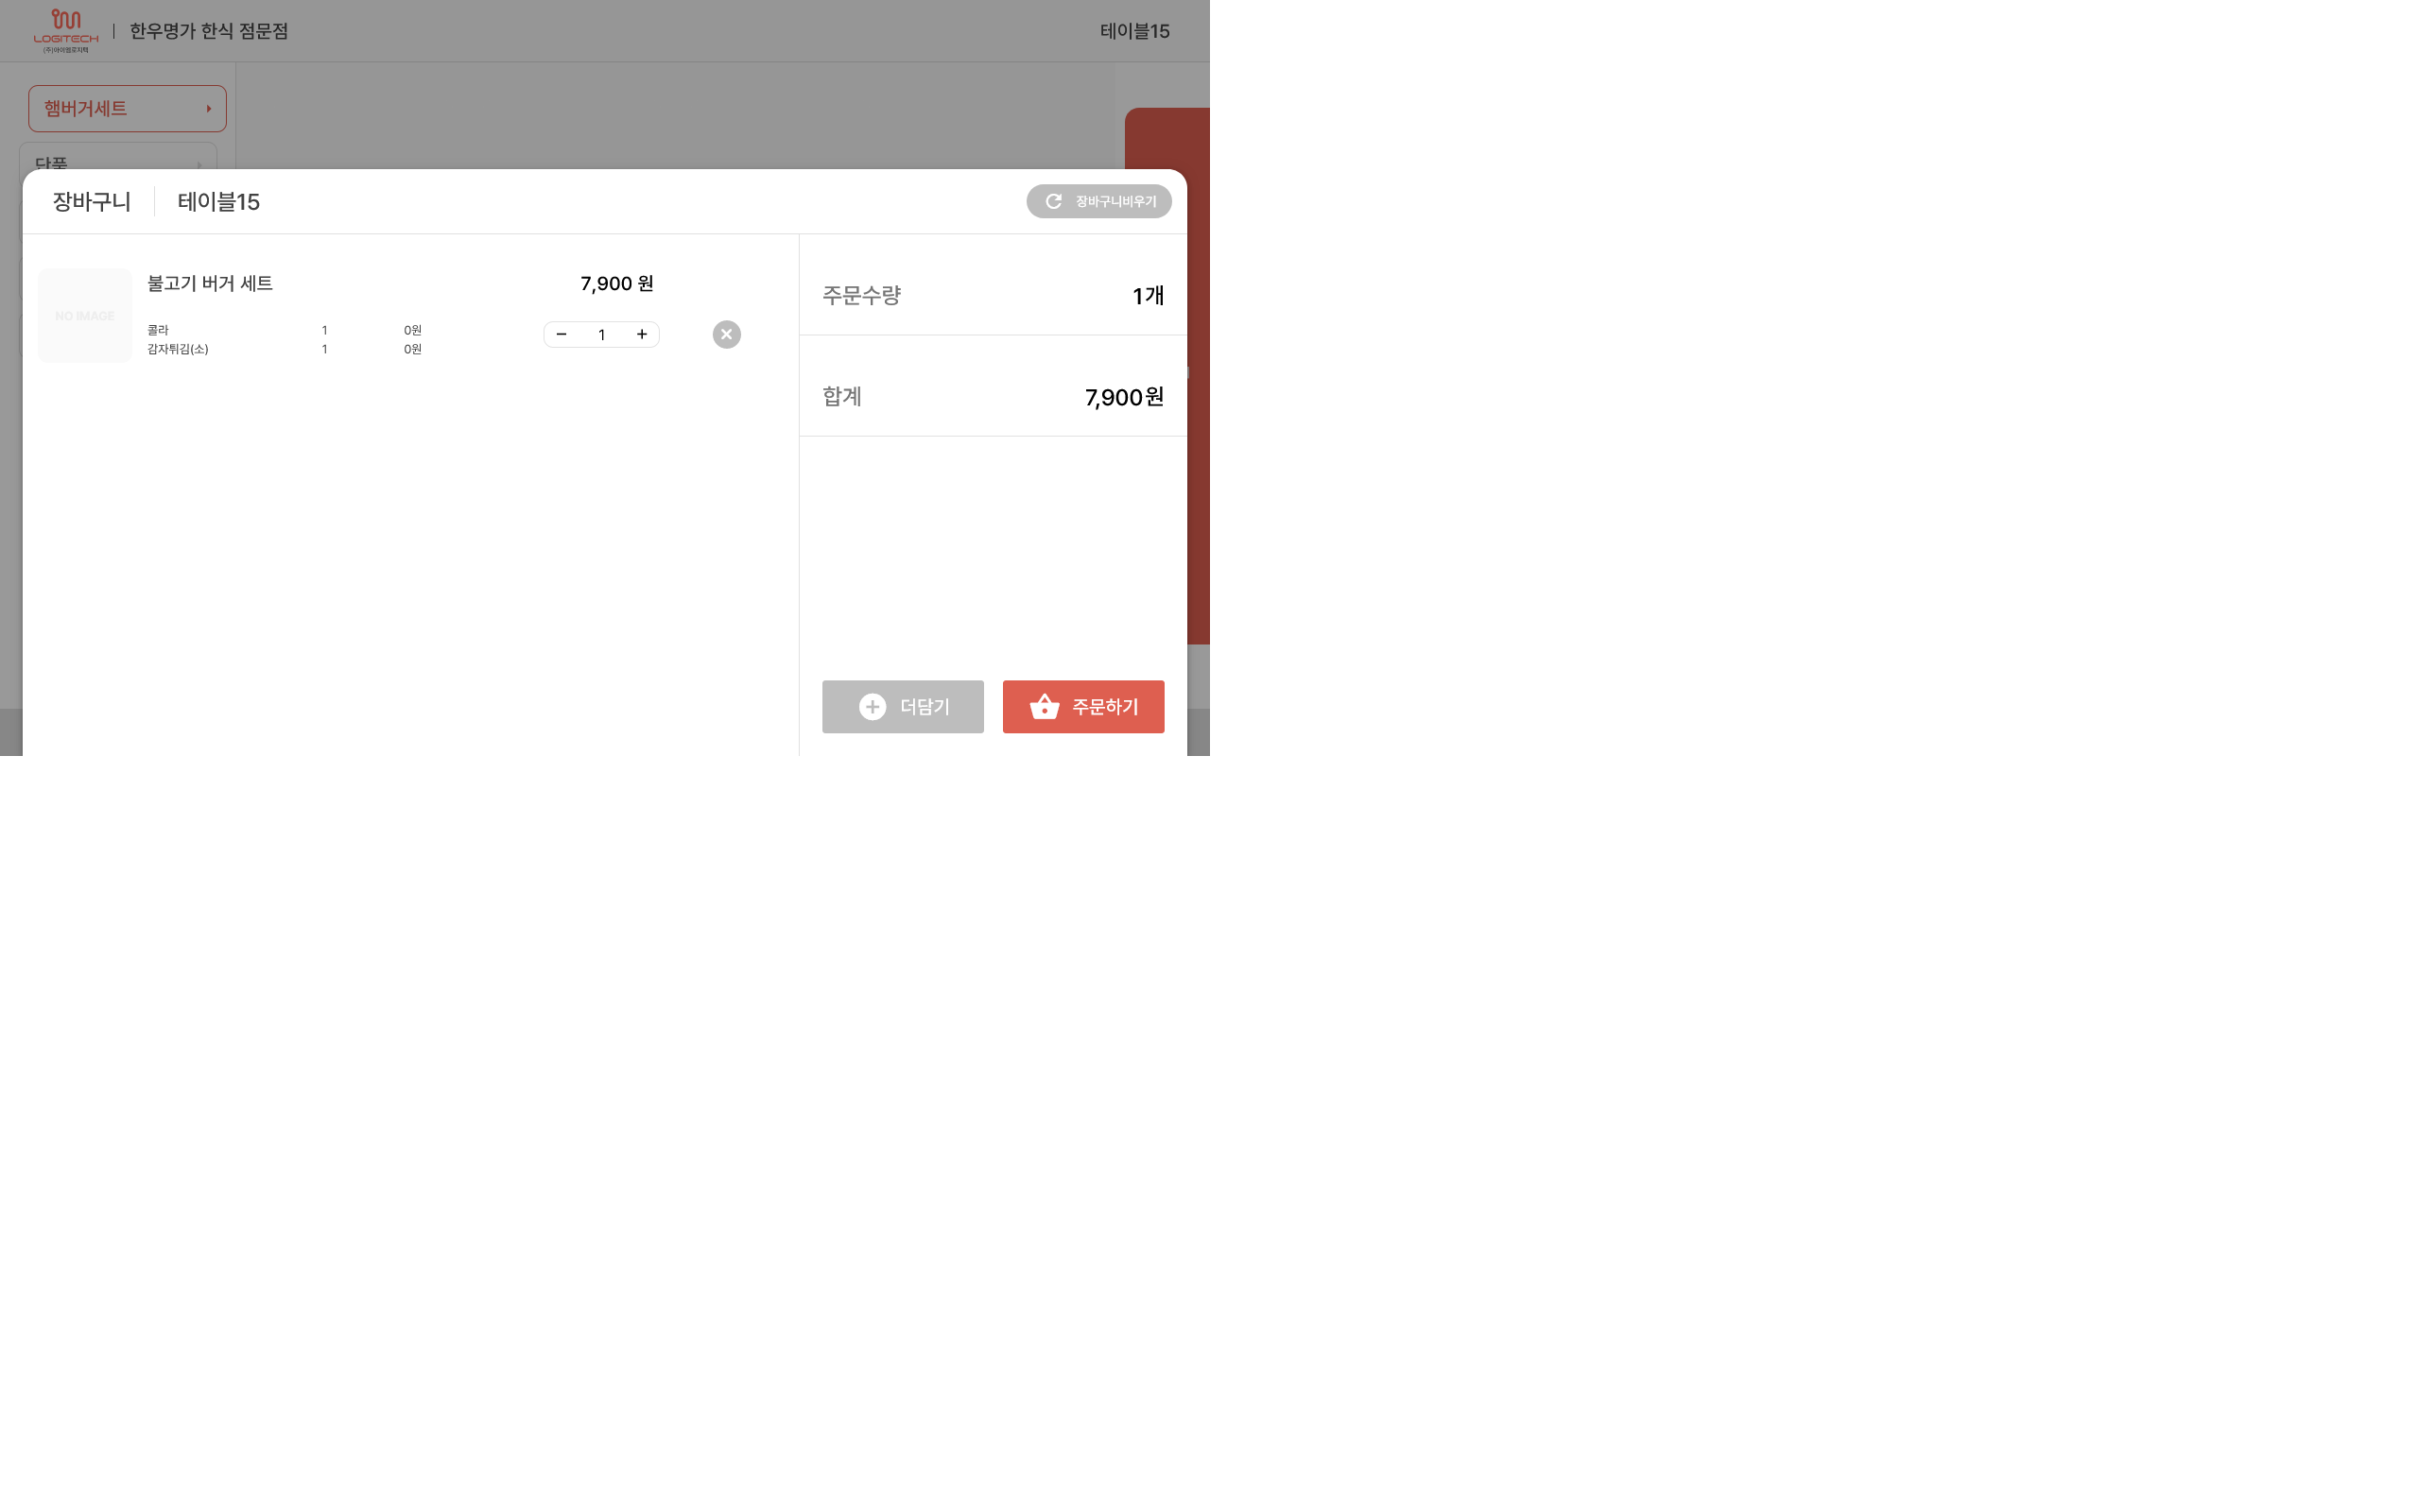 LOGITECH
(주)아이엠로지텍
한우명가 한식 점문점
테이블15
햄버거세트
단품
장바구니
테이블15
장바구니비우기
NO IMAGE
불고기 버거 세트
7,900 원
콜라 1 0원
감자튀김(소) 1 0원
1
주문수량 1개
합계 7,900원
더담기
주문하기